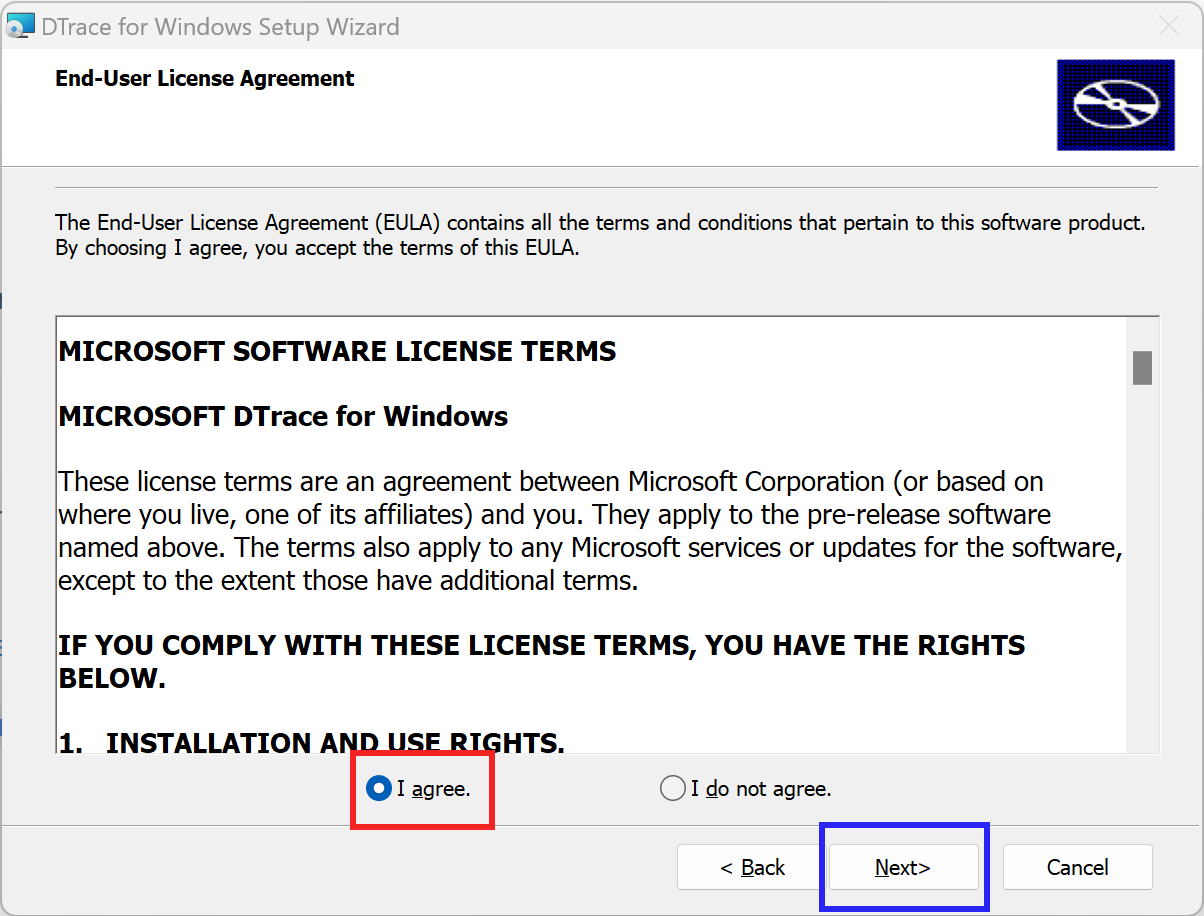 DTrace for Windows Setup Wizard
End-User License Agreement
The End-User License Agreement (EULA) contains all the terms and conditions that pertain to this software product.
By choosing I agree, you accept the terms of this EULA.
MICROSOFT SOFTWARE LICENSE TERMS
MICROSOFT DTrace for Windows
These license terms are an agreement between Microsoft Corporation (or based on
where you live, one of its affiliates) and you. They apply to the pre-release software
named above. The terms also apply to any Microsoft services or updates for the software,
except to the extent those have additional terms.
IF YOU COMPLY WITH THESE LICENSE TERMS, YOU HAVE THE RIGHTS
BELOW.
1. INSTALLATION AND USE RIGHTS.
I agree. I do not agree.
< Back Next> Cancel